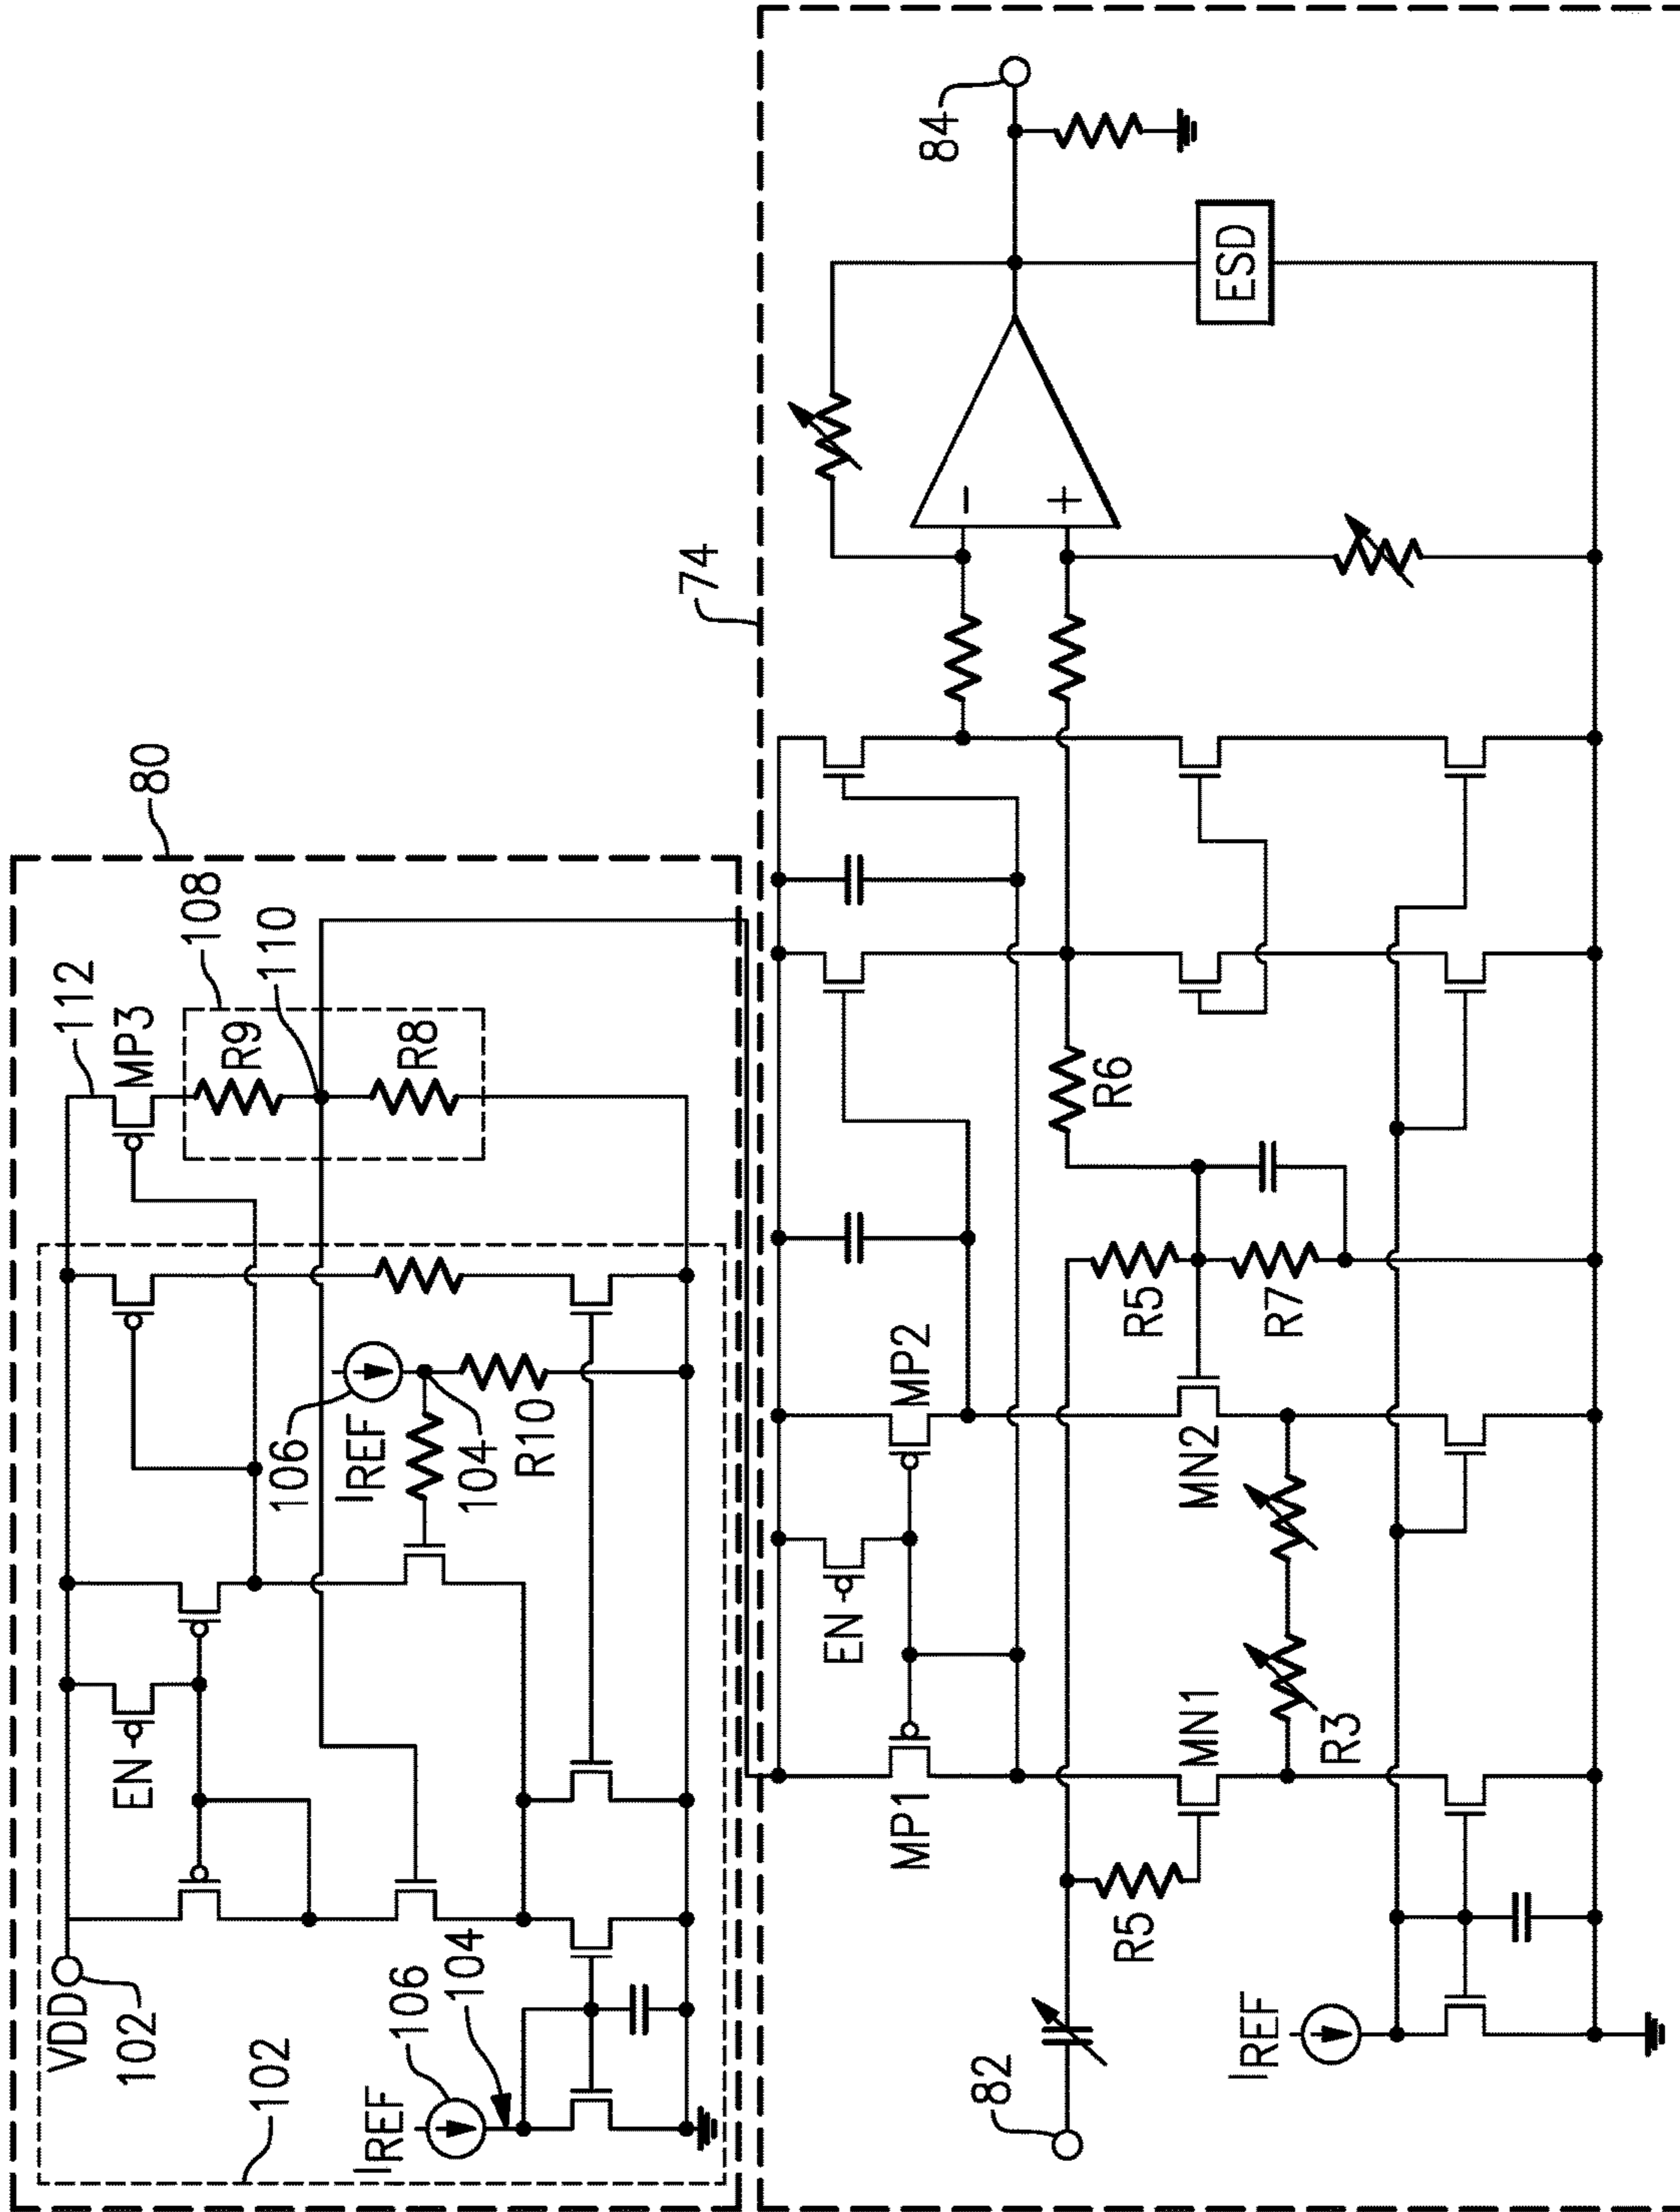 80
112
MP3
108
R9
110
R8
VDD
102
102
EN
106
IREF
104
106
IREF
104
R10
74
84
ESD
−
+
R6
R5
R7
MP2
MN2
EN
MP1
MN1
R3
R5
82
IREF